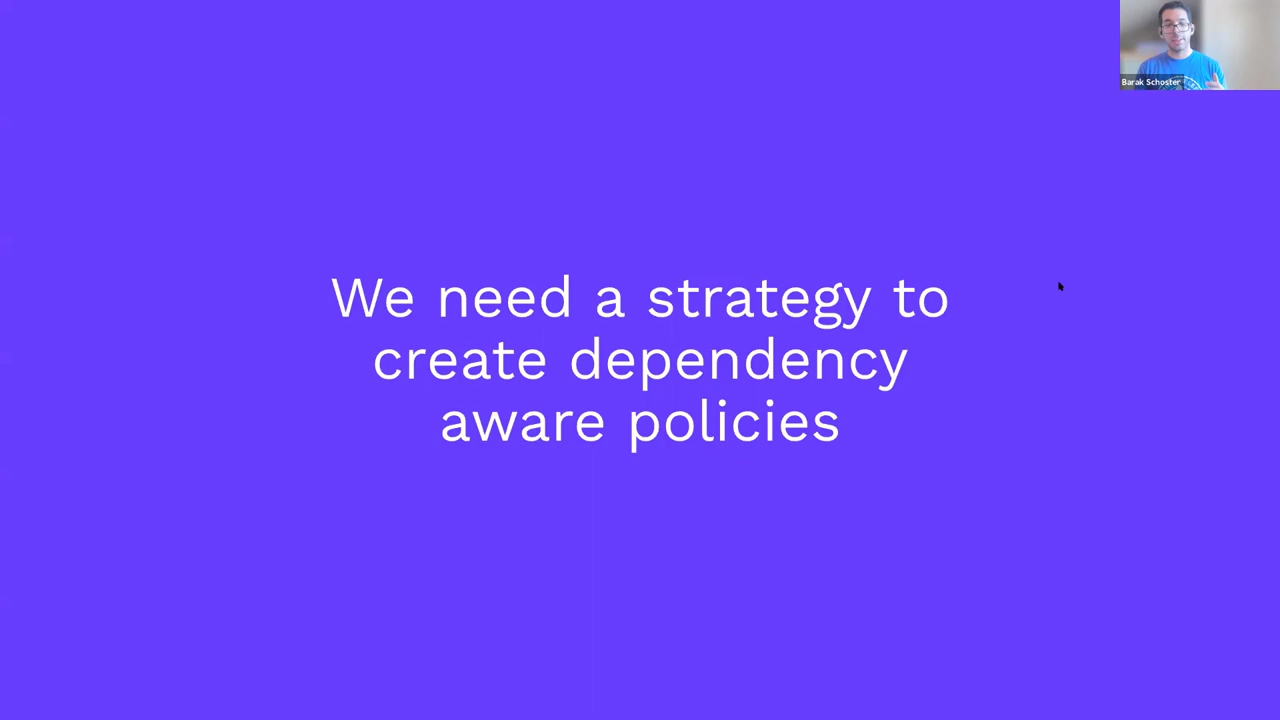 Barak Schoster
We need a strategy to
create dependency
aware policies